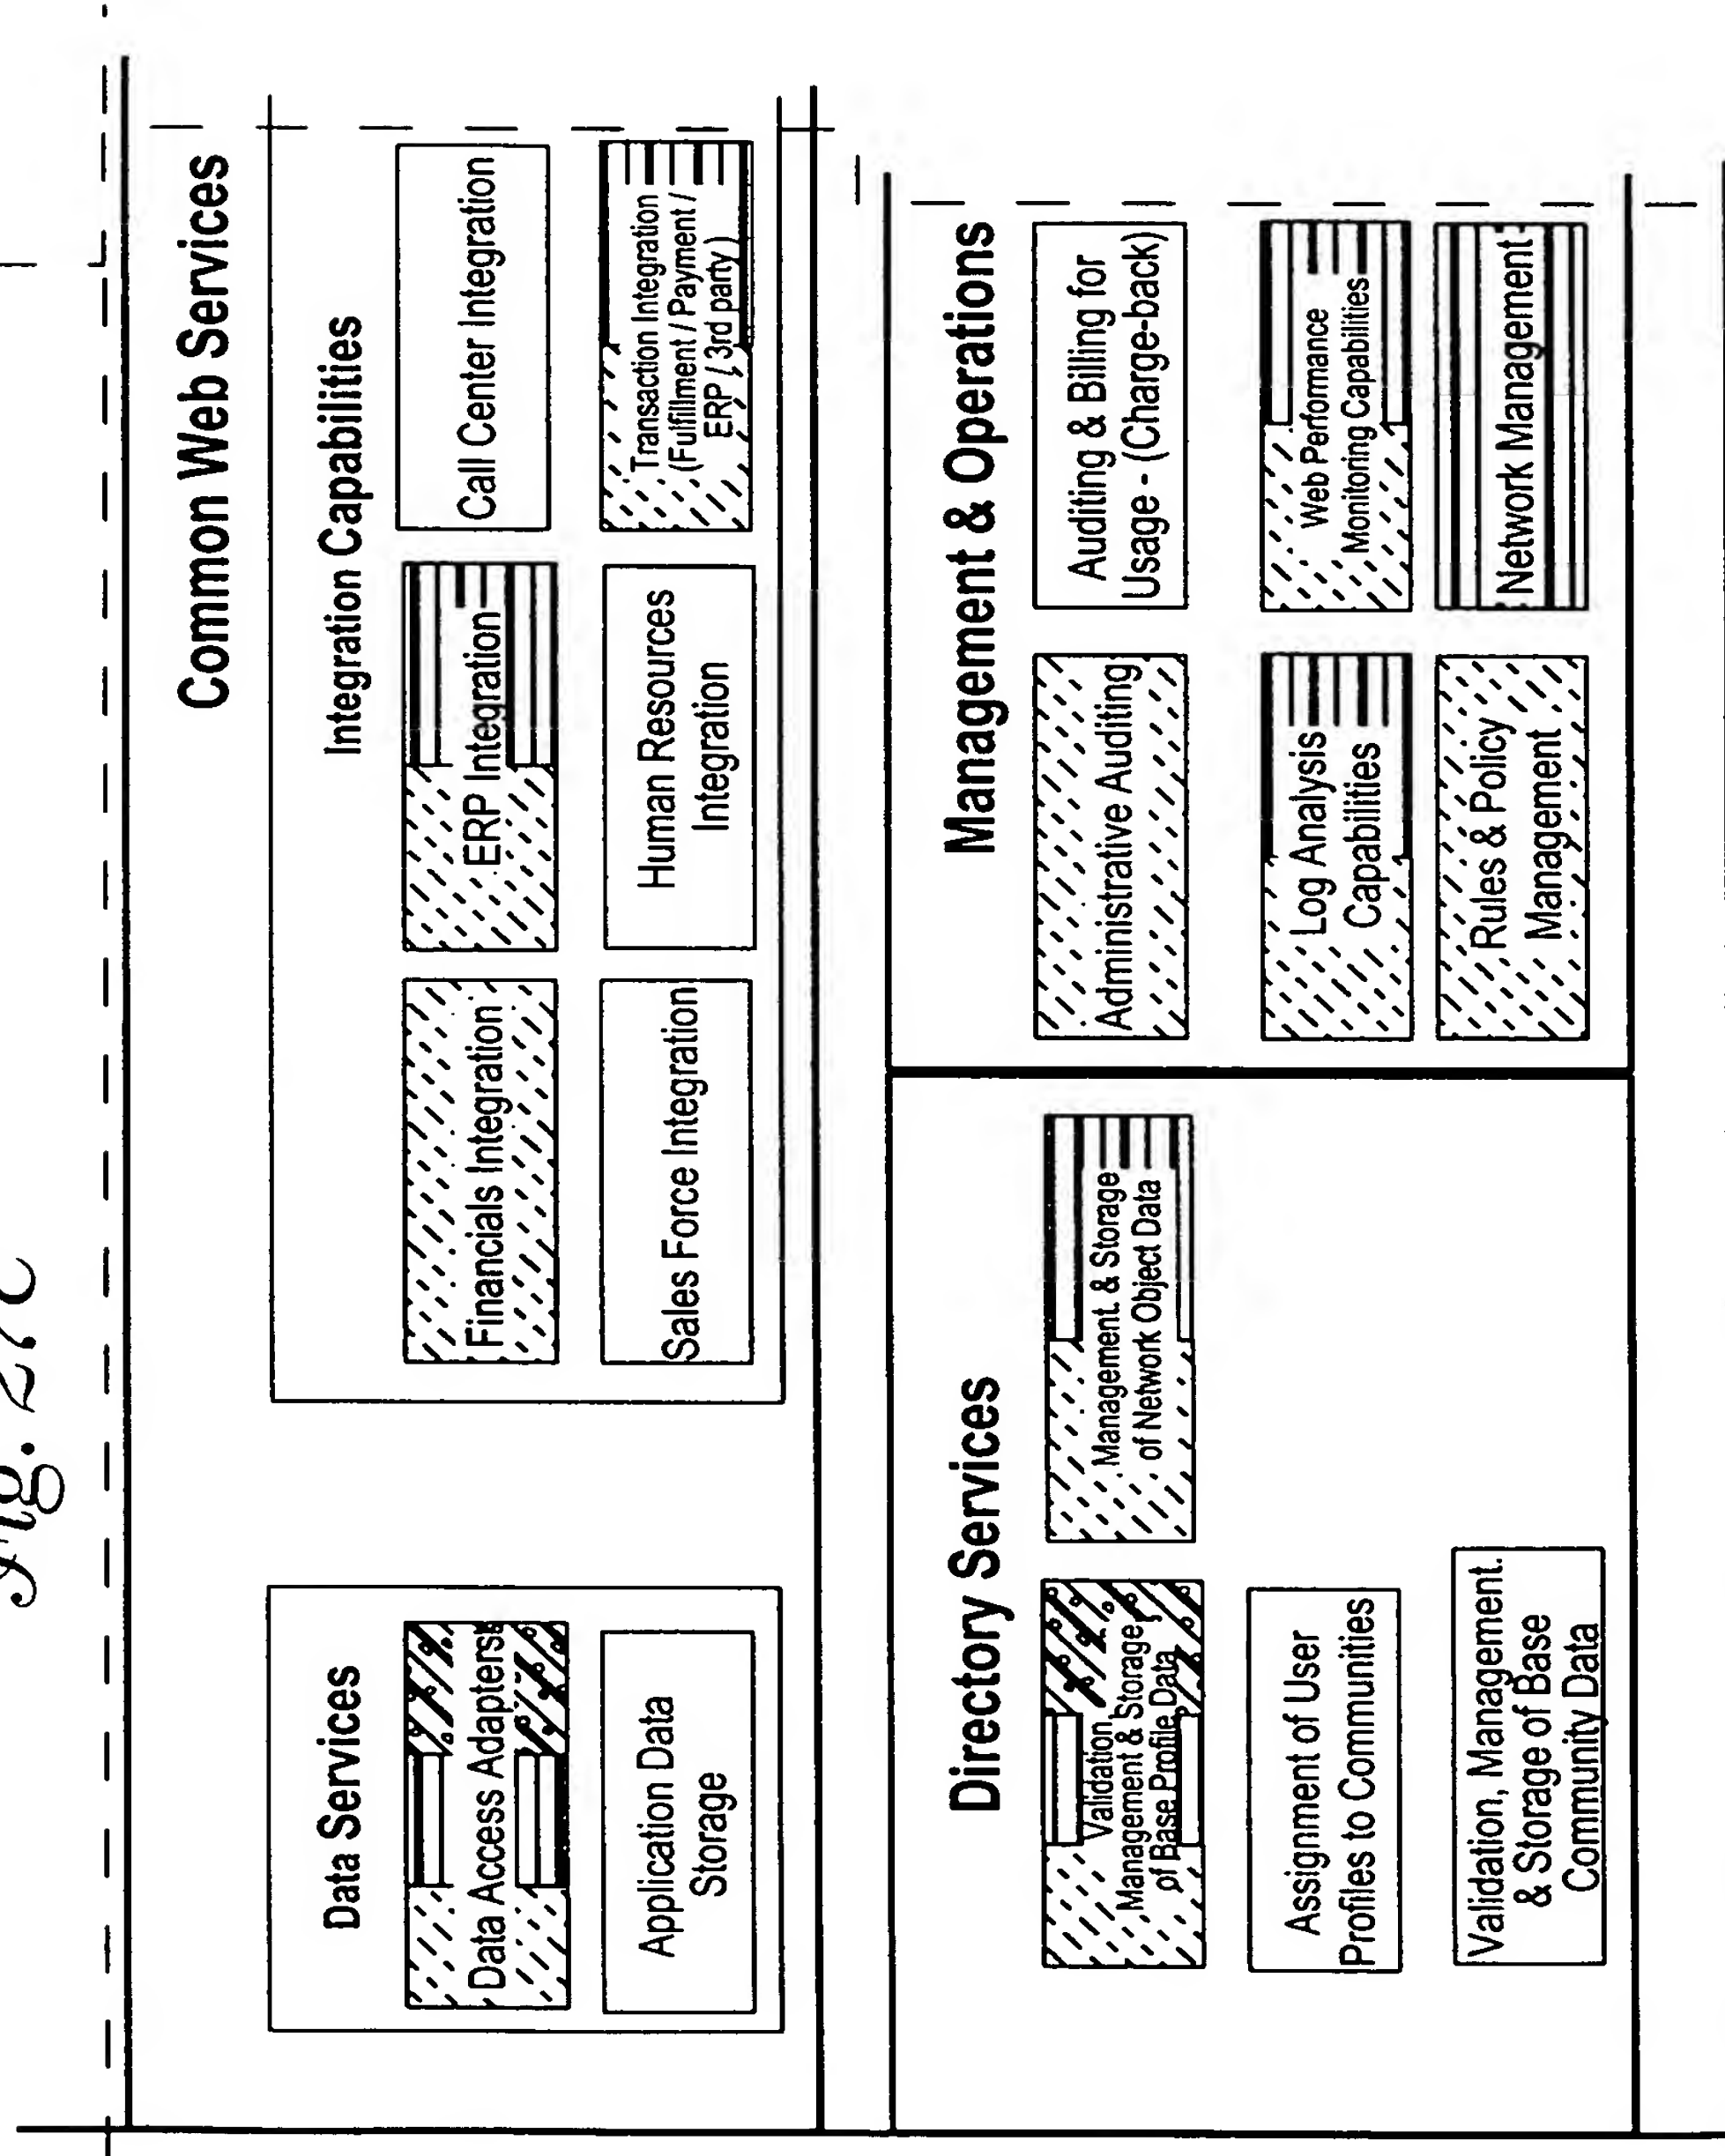 Fig. 27C
Common Web Services
Data Services
Data Access Adapters
Application Data
Storage
Integration Capabilities
Financials Integration
ERP Integration
Call Center Integration
Sales Force Integration
Human Resources
Integration
Transaction Integration
(Fulfillment / Payment /
ERP / 3rd party)
Directory Services
Validation
Management & Storage
of Base Profile Data
Management & Storage
of Network Object Data
Assignment of User
Profiles to Communities
Validation, Management.
& Storage of Base
Community Data
Management & Operations
Administrative Auditing
Auditing & Billing for
Usage - (Charge-back)
Log Analysis
Capabilities
Web Performance
Monitoring Capabilities
Rules & Policy
Management
Network Management